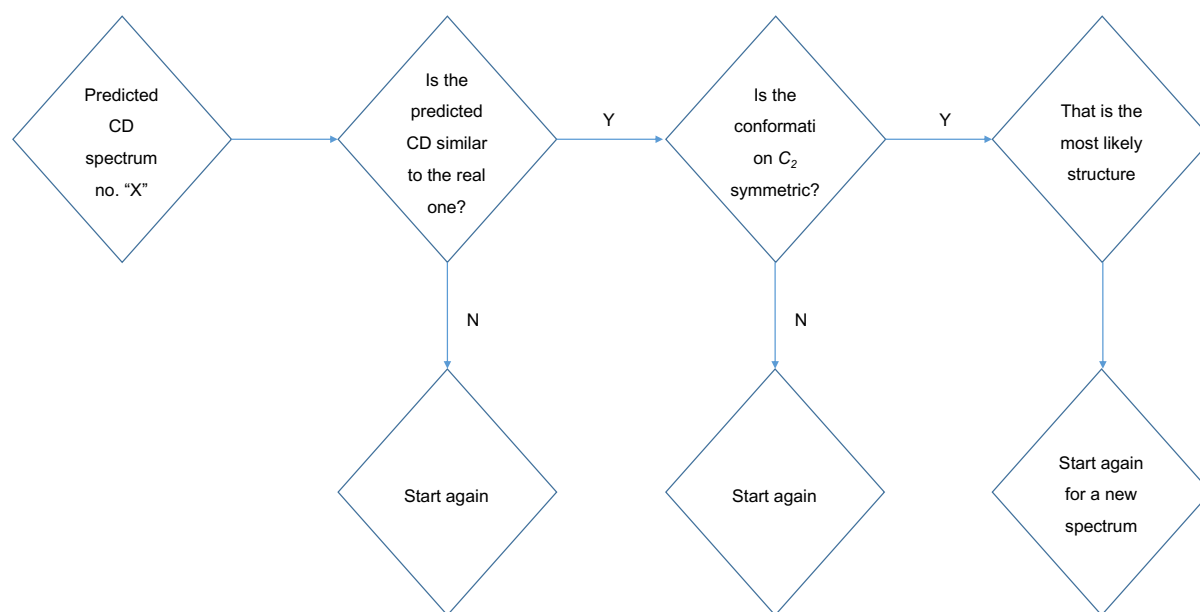 Predicted
CD
spectrum
no. “X”
Is the
predicted
CD similar
to the real
one?
Y
Is the
conformati
on C₂
symmetric?
Y
That is the
most likely
structure
N
N
Start again
Start again
Start again
for a new
spectrum